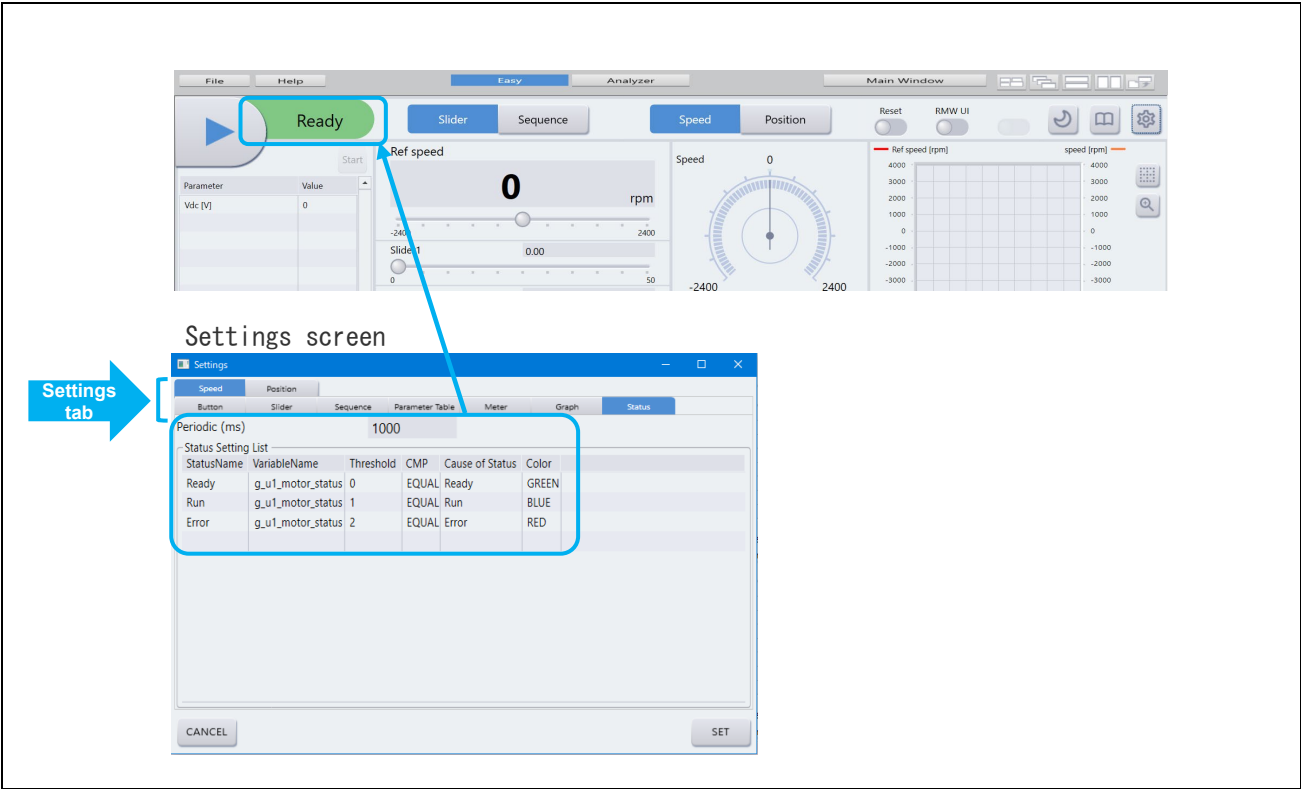 File Help Easy Analyzer Main Window
Ready
Start
Slider Sequence
Speed Position
Reset RMW UI
Parameter Value
Vdc [V] 0
Ref speed
0
rpm
-2400 2400
0.00
0 50
Speed 0
-2400 2400
Ref speed [rpm] speed [rpm]
4000 4000
3000 3000
2000 2000
1000 1000
0 0
-1000 -1000
-2000 -2000
-3000 -3000
Settings screen
Settings
tab
Settings
Speed Position
Button Slider Sequence Parameter Table Meter Graph Status
Periodic (ms) 1000
Status Setting List
StatusName VariableName Threshold CMP Cause of Status Color
Ready g_u1_motor_status 0 EQUAL Ready GREEN
Run g_u1_motor_status 1 EQUAL Run BLUE
Error g_u1_motor_status 2 EQUAL Error RED
CANCEL SET